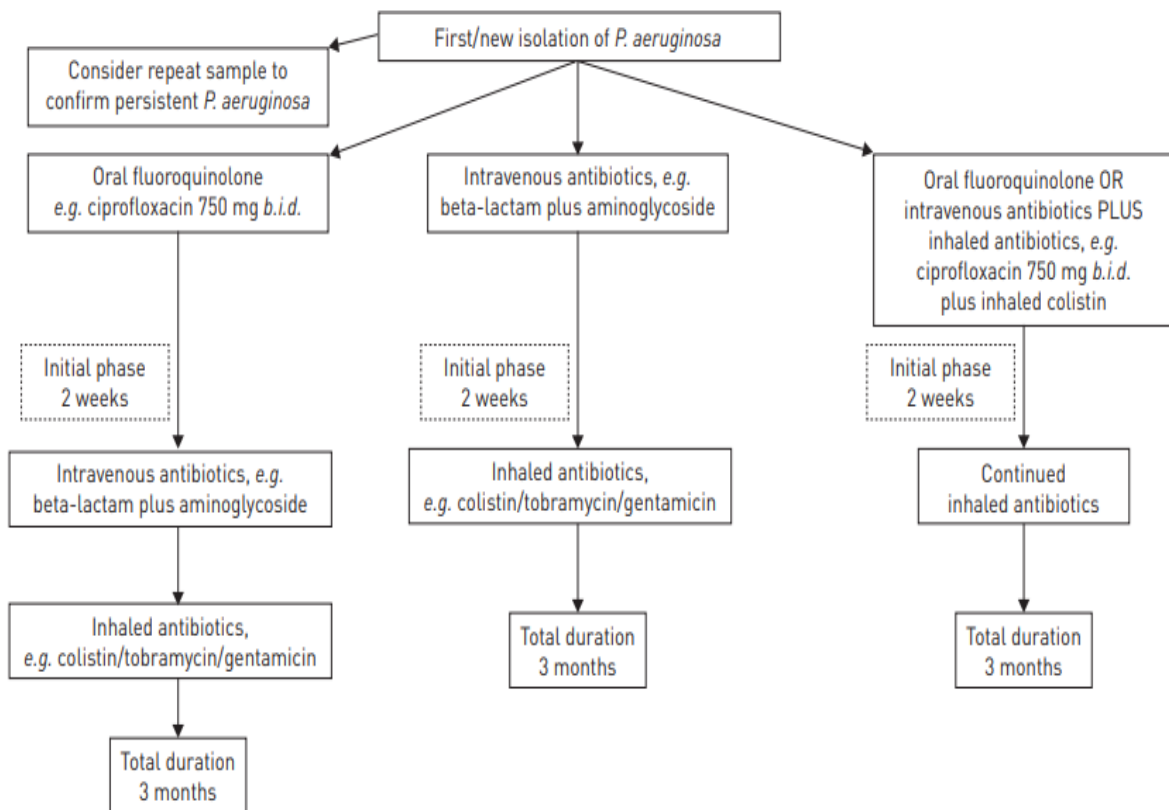 First/new isolation of P. aeruginosa
Consider repeat sample to
confirm persistent P. aeruginosa
Oral fluoroquinolone
e.g. ciprofloxacin 750 mg b.i.d.
Intravenous antibiotics, e.g.
beta-lactam plus aminoglycoside
Oral fluoroquinolone OR
intravenous antibiotics PLUS
inhaled antibiotics, e.g.
ciprofloxacin 750 mg b.i.d.
plus inhaled colistin
Initial phase
2 weeks
Initial phase
2 weeks
Initial phase
2 weeks
Intravenous antibiotics, e.g.
beta-lactam plus aminoglycoside
Inhaled antibiotics,
e.g. colistin/tobramycin/gentamicin
Continued
inhaled antibiotics
Inhaled antibiotics,
e.g. colistin/tobramycin/gentamicin
Total duration
3 months
Total duration
3 months
Total duration
3 months